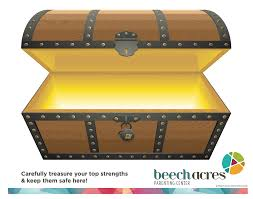 Carefully treasure your top strengths
& keep them safe here!
beech acres
PARENTING CENTER